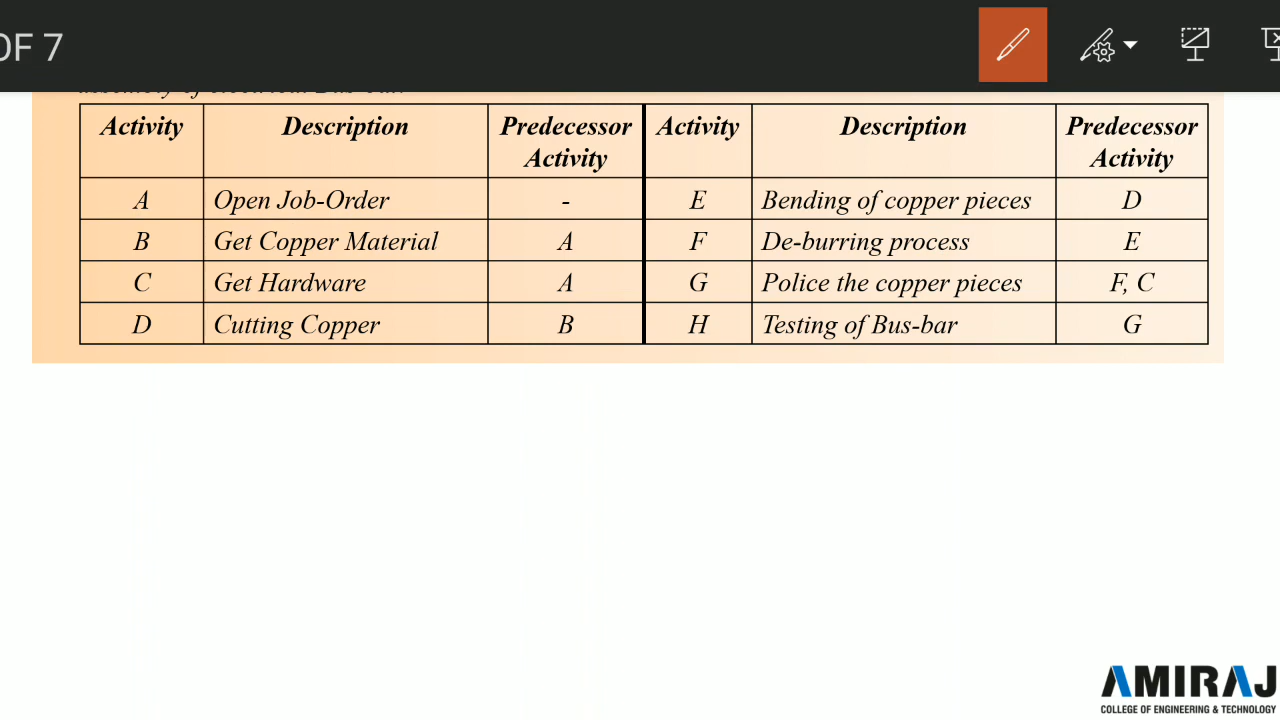 OF 7
Activity Description Predecessor Activity Activity Description Predecessor Activity
A Open Job-Order - E Bending of copper pieces D
B Get Copper Material A F De-burring process E
C Get Hardware A G Police the copper pieces F, C
D Cutting Copper B H Testing of Bus-bar G
AMIRAJ
COLLEGE OF ENGINEERING & TECHNOLOGY